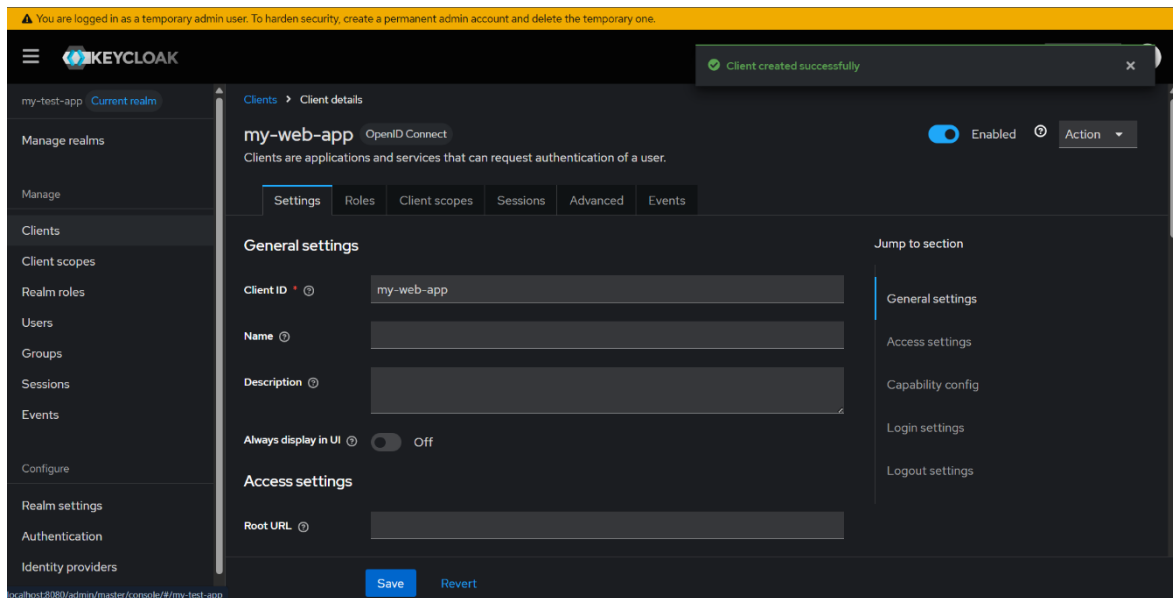 You are logged in as a temporary admin user. To harden security, create a permanent admin account and delete the temporary one.
KEYCLOAK
Client created successfully
my-test-app Current realm
Manage realms
Manage
Clients
Client scopes
Realm roles
Users
Groups
Sessions
Events
Configure
Realm settings
Authentication
Identity providers
localhost:8080/admin/master/console/#/my-test-app
Clients > Client details
my-web-app OpenID Connect
Enabled Action
Clients are applications and services that can request authentication of a user.
Settings Roles Client scopes Sessions Advanced Events
General settings
Client ID * my-web-app
Name
Description
Always display in UI Off
Access settings
Root URL
Save Revert
Jump to section
General settings
Access settings
Capability config
Login settings
Logout settings